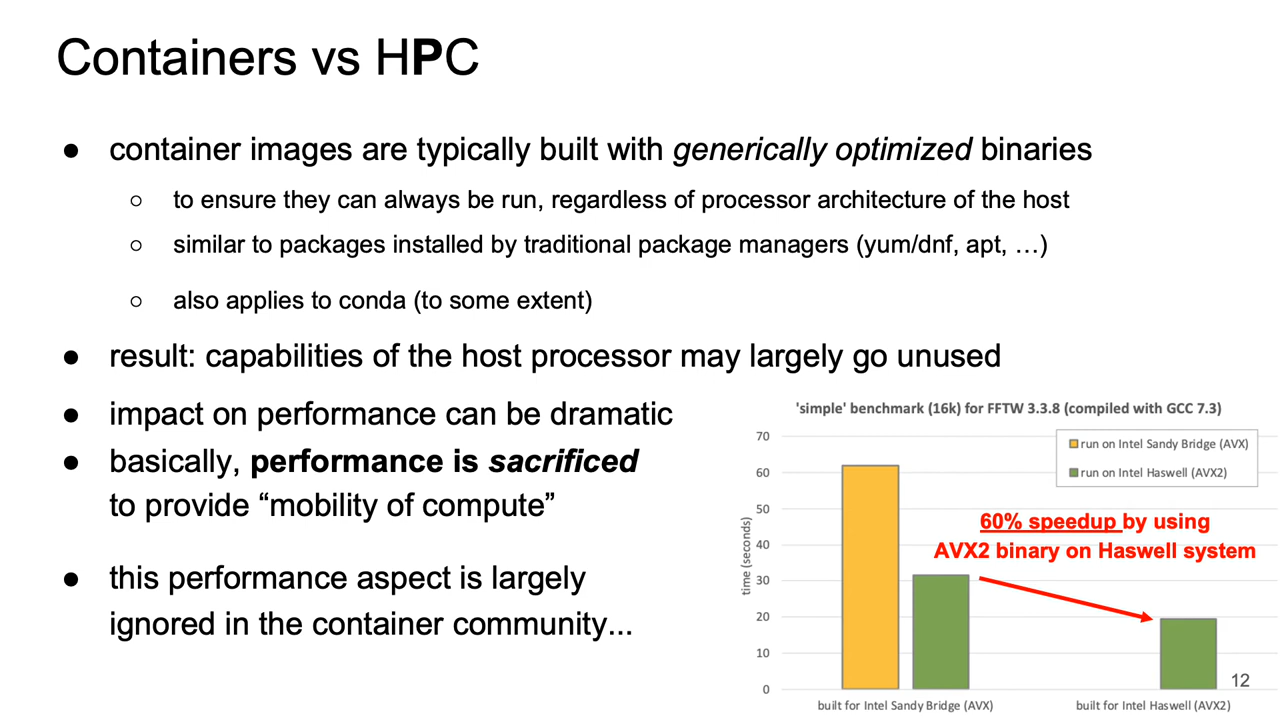 Containers vs HPC
● container images are typically built with generically optimized binaries
○ to ensure they can always be run, regardless of processor architecture of the host
○ similar to packages installed by traditional package managers (yum/dnf, apt, …)
○ also applies to conda (to some extent)
● result: capabilities of the host processor may largely go unused
● impact on performance can be dramatic
● basically, performance is sacrificed
to provide “mobility of compute”
● this performance aspect is largely
ignored in the container community...
'simple' benchmark (16k) for FFTW 3.3.8 (compiled with GCC 7.3)
run on Intel Sandy Bridge (AVX)
run on Intel Haswell (AVX2)
60% speedup by using
AVX2 binary on Haswell system
time (seconds)
70
60
50
40
30
20
10
0
built for Intel Sandy Bridge (AVX)
built for Intel Haswell (AVX2)
12